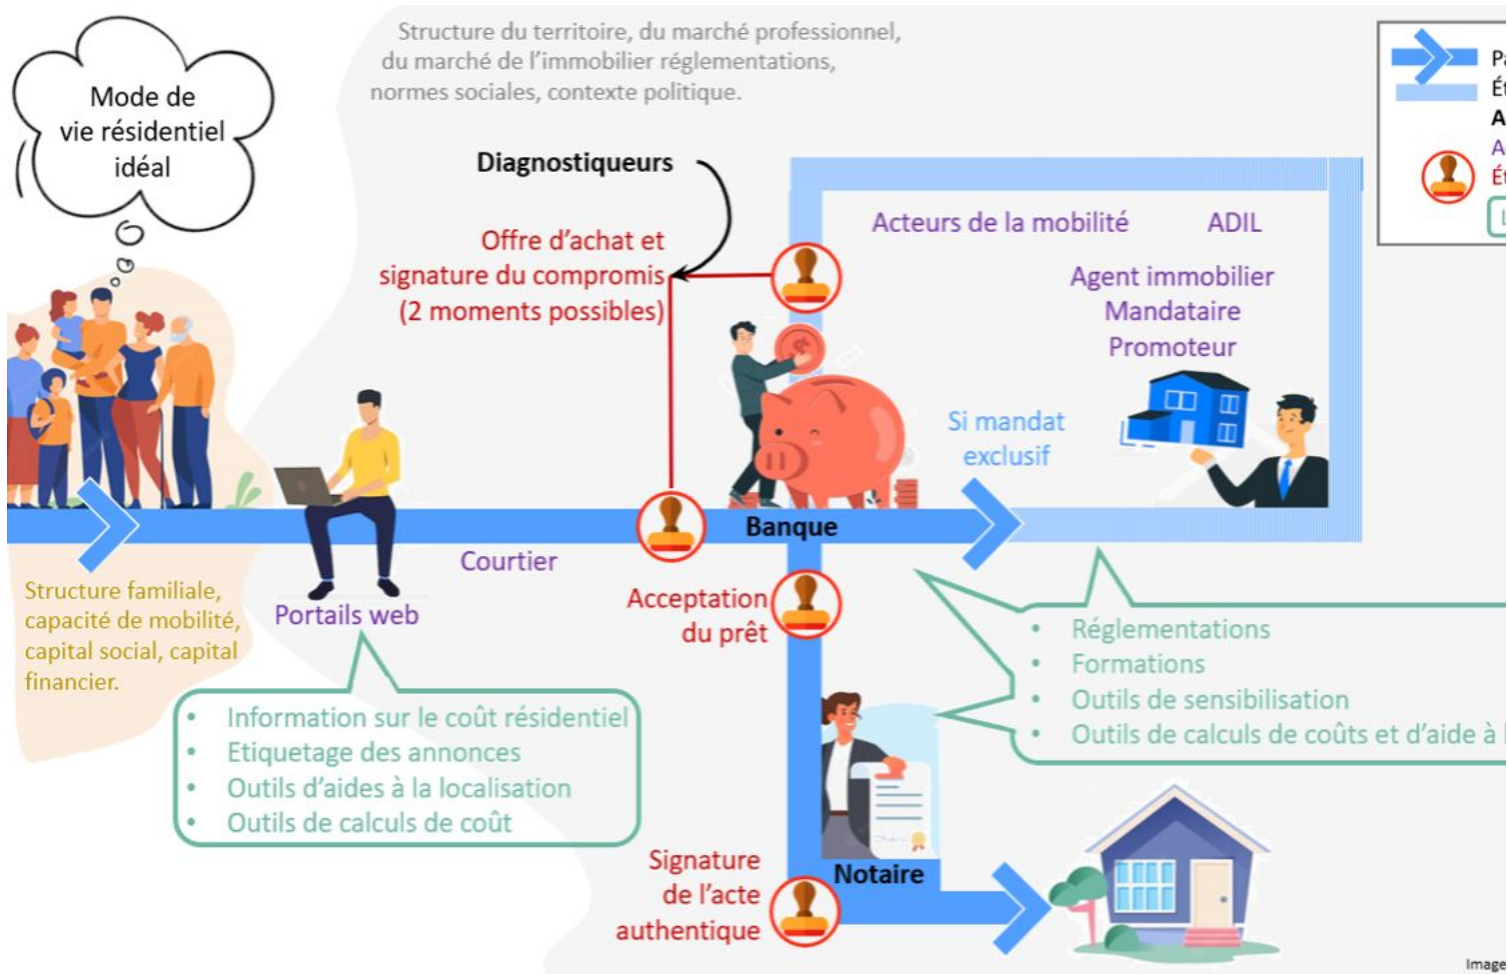 Structure du territoire, du marché professionnel,
du marché de l'immobilier réglementations,
normes sociales, contexte politique.
Mode de
vie résidentiel
idéal
Diagnostiqueurs
Offre d'achat et
signature du compromis
(2 moments possibles)
Acteurs de la mobilité
ADIL
Agent immobilier
Mandataire
Promoteur
Si mandat
exclusif
Banque
Courtier
Portails web
Structure familiale,
capacité de mobilité,
capital social, capital
financier.
Acceptation
du prêt
• Information sur le coût résidentiel
• Etiquetage des annonces
• Outils d'aides à la localisation
• Outils de calculs de coût
• Réglementations
• Formations
• Outils de sensibilisation
• Outils de calculs de coûts et d'aide à
Signature
de l'acte
authentique
Notaire
Image